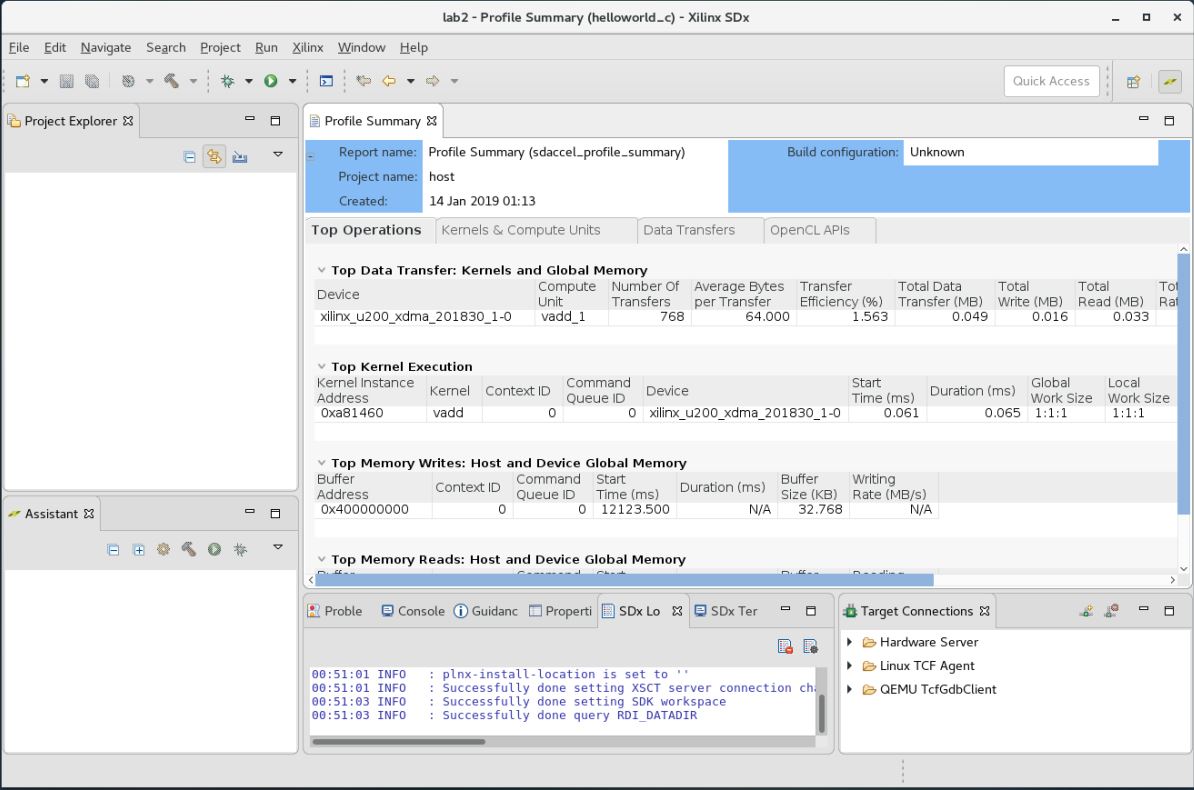 lab2 - Profile Summary (helloworld_c) - Xilinx SDx
File Edit Navigate Search Project Run Xilinx Window Help
Quick Access
Project Explorer
Profile Summary
Report name: Profile Summary (sdaccel_profile_summary)
Build configuration: Unknown
Project name: host
Created: 14 Jan 2019 01:13
Top Operations Kernels & Compute Units Data Transfers OpenCL APIs
Top Data Transfer: Kernels and Global Memory
Device Compute Unit Number Of Transfers Average Bytes per Transfer Transfer Efficiency (%) Total Data Transfer (MB) Total Write (MB) Total Read (MB) Tot Rat
xilinx_u200_xdma_201830_1-0 vadd_1 768 64.000 1.563 0.049 0.016 0.033
Top Kernel Execution
Kernel Instance Address Kernel Context ID Command Queue ID Device Start Time (ms) Duration (ms) Global Work Size Local Work Size
0xa81460 vadd 0 0 xilinx_u200_xdma_201830_1-0 0.061 0.065 1:1:1 1:1:1
Top Memory Writes: Host and Device Global Memory
Buffer Address Context ID Command Queue ID Start Time (ms) Duration (ms) Buffer Size (KB) Writing Rate (MB/s)
0x400000000 0 0 12123.500 N/A 32.768 N/A
Top Memory Reads: Host and Device Global Memory
Buffer Command Start Buffer Reading
Assistant
Proble Console Guidanc Properti SDx Lo SDx Ter
00:51:01 INFO : plnx-install-location is set to ''
00:51:01 INFO : Successfully done setting XSCT server connection cha
00:51:03 INFO : Successfully done setting SDK workspace
00:51:03 INFO : Successfully done query RDI_DATADIR
Target Connections
Hardware Server
Linux TCF Agent
QEMU TcfGdbClient